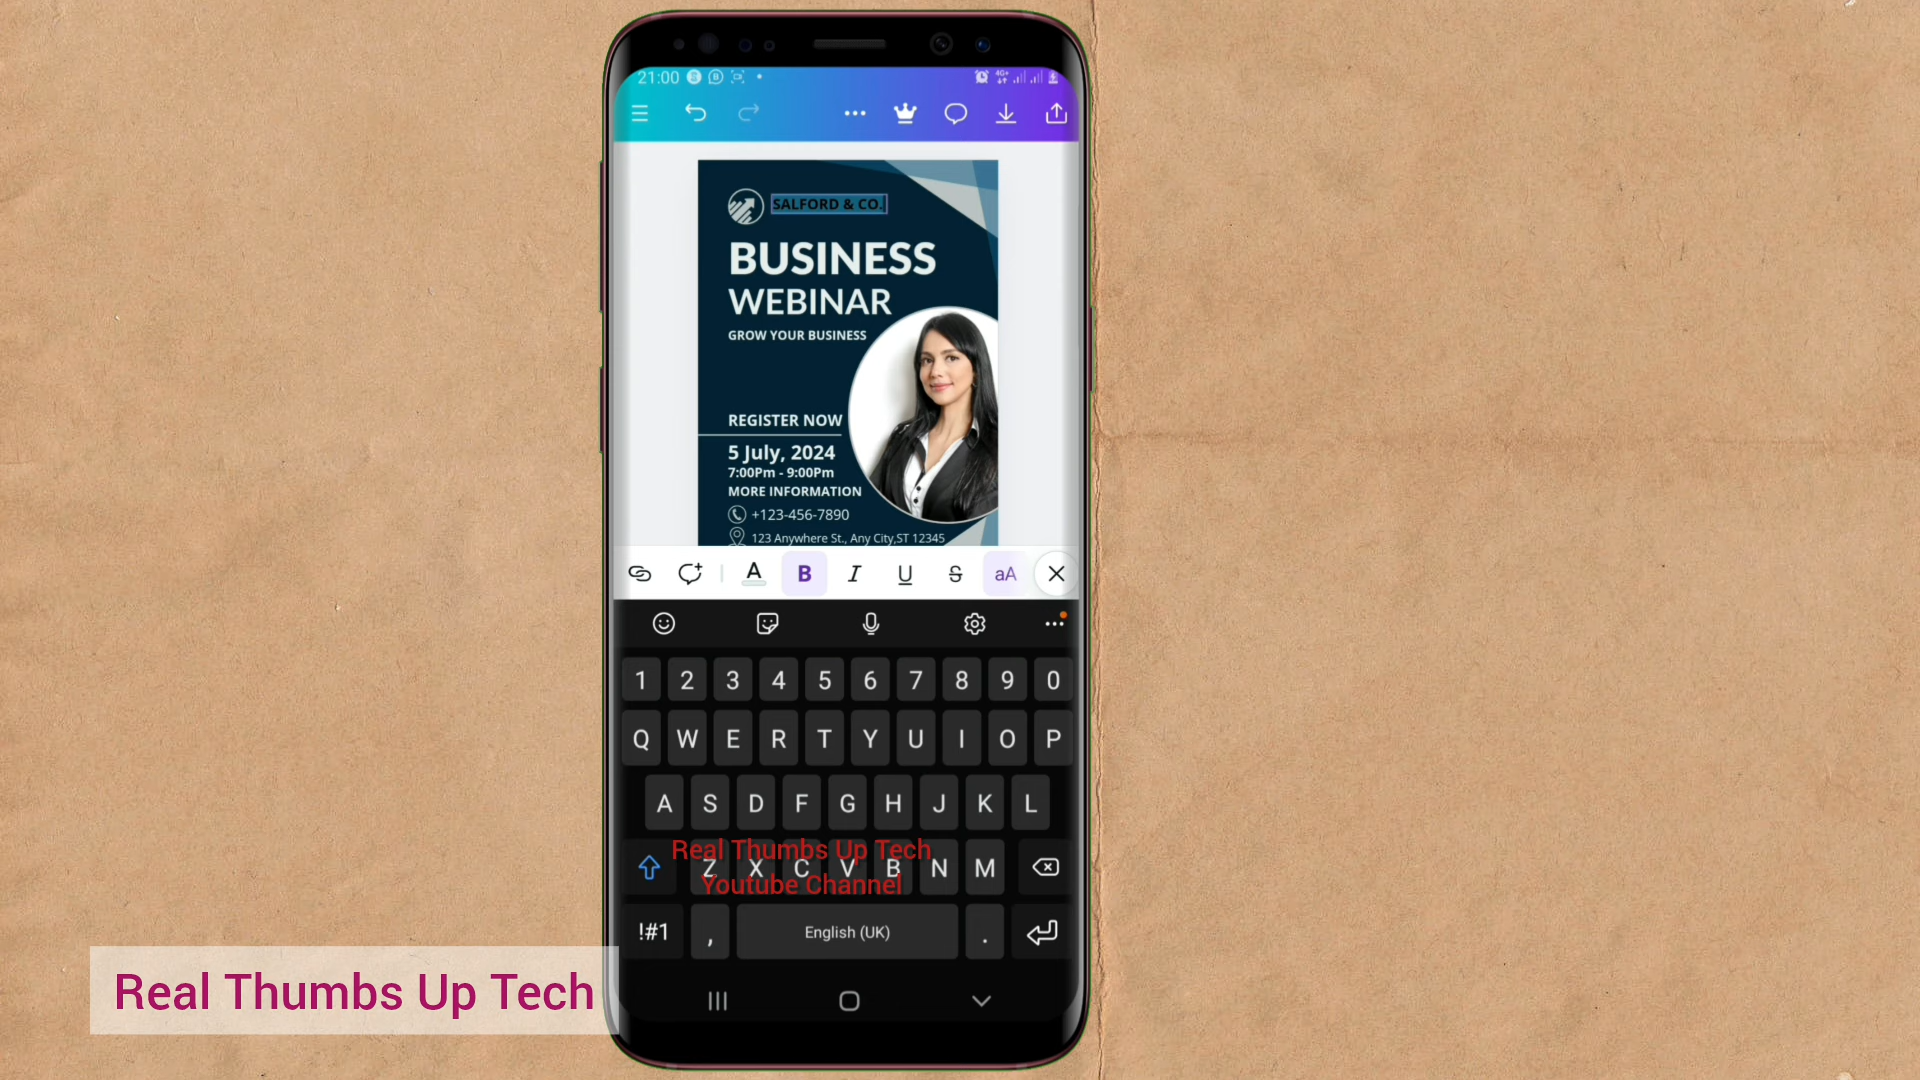 21:00
4G+
SALFORD & CO.
BUSINESS
WEBINAR
GROW YOUR BUSINESS
REGISTER NOW
5 July, 2024
7:00Pm - 9:00Pm
MORE INFORMATION
+123-456-7890
123 Anywhere St., Any City,ST 12345
A B I U S aA
1 2 3 4 5 6 7 8 9 0
Q W E R T Y U I O P
A S D F G H J K L
Real Thumbs Up Tech
Z X C V B N M
Youtube Channel
!#1 , English (UK) .
Real Thumbs Up Tech